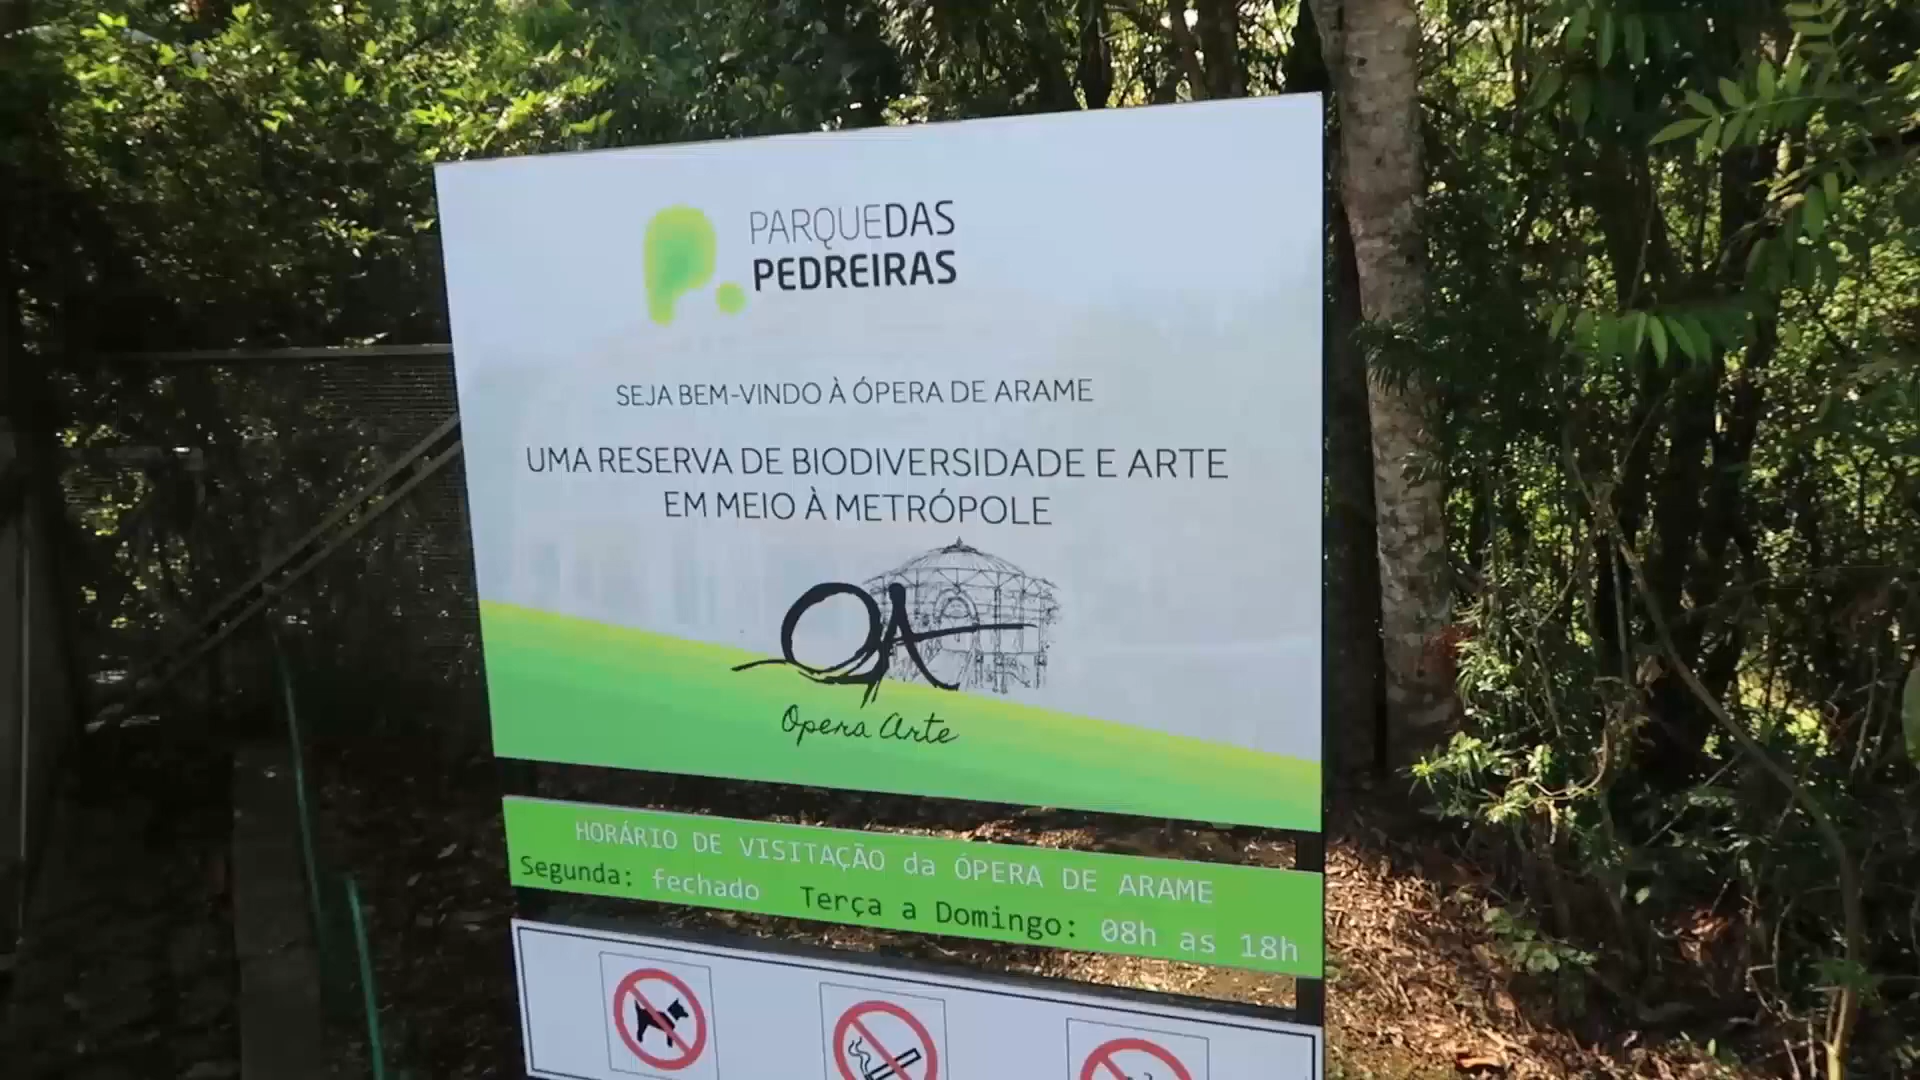 PARQUEDAS
PEDREIRAS
SEJA BEM-VINDO À ÓPERA DE ARAME
UMA RESERVA DE BIODIVERSIDADE E ARTE
EM MEIO À METRÓPOLE
OA
Opera Arte
HORÁRIO DE VISITAÇÃO da ÓPERA DE ARAME
Segunda: fechado Terça a Domingo: 08h as 18h